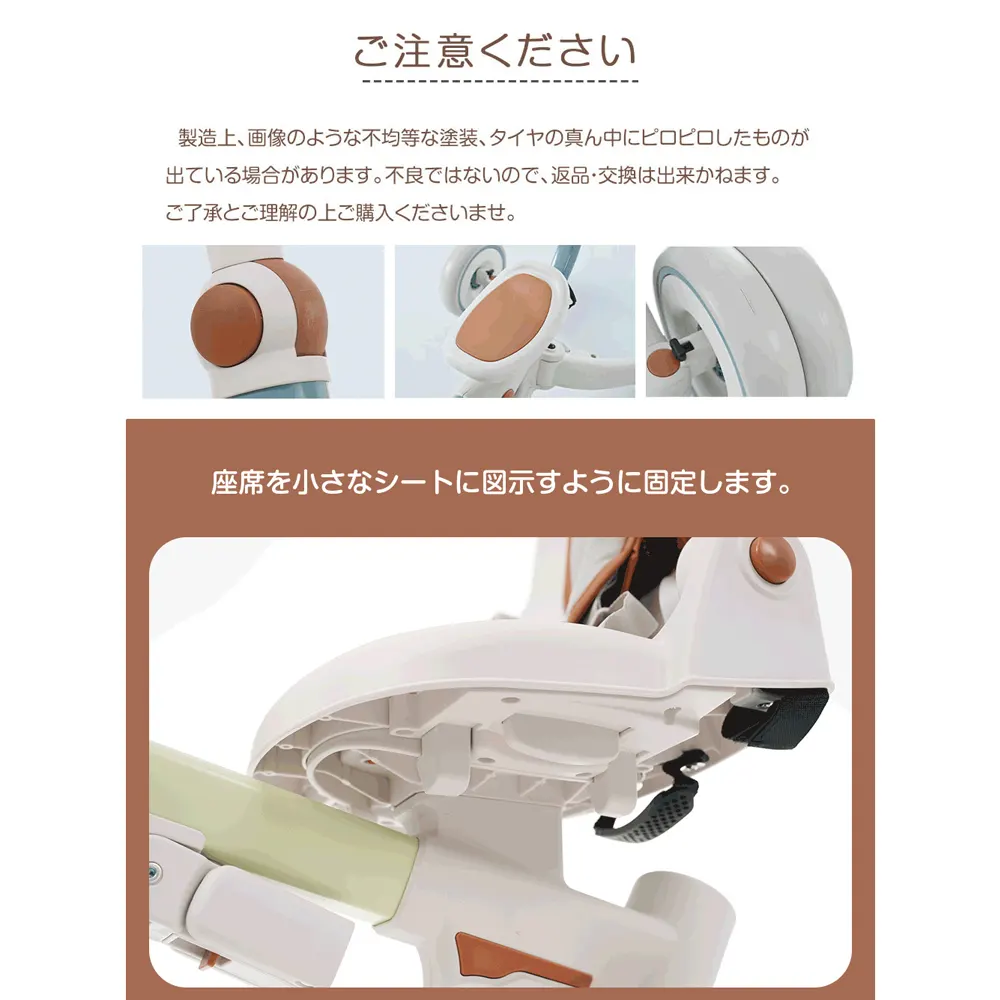 ご注意ください
製造上、画像のような不均等な塗装、タイヤの真ん中にピロピロしたものが
出ている場合があります。不良ではないので、返品・交換は出来かねます。
ご了承とご理解の上ご購入くださいませ。
座席を小さなシートに図示すように固定します。